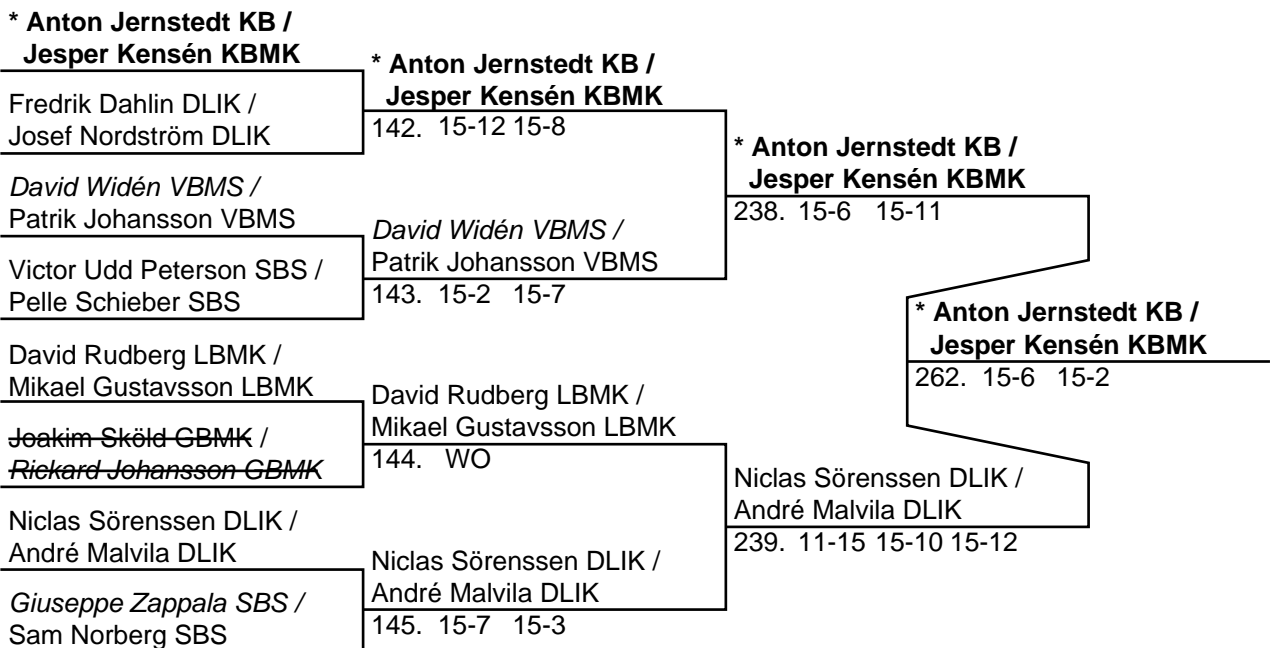 * Anton Jernstedt KB /
Jesper Kensén KBMK
Fredrik Dahlin DLIK /
Josef Nordström DLIK
David Widén VBMS /
Patrik Johansson VBMS
Victor Udd Peterson SBS /
Pelle Schieber SBS
David Rudberg LBMK /
Mikael Gustavsson LBMK
Joakim Sköld GBMK /
Rickard Johansson GBMK
Niclas Sörenssen DLIK /
André Malvila DLIK
Giuseppe Zappala SBS /
Sam Norberg SBS
* Anton Jernstedt KB /
Jesper Kensén KBMK
142. 15-12 15-8
David Widén VBMS /
Patrik Johansson VBMS
143. 15-2 15-7
David Rudberg LBMK /
Mikael Gustavsson LBMK
144. WO
Niclas Sörenssen DLIK /
André Malvila DLIK
145. 15-7 15-3
* Anton Jernstedt KB /
Jesper Kensén KBMK
238. 15-6 15-11
Niclas Sörenssen DLIK /
André Malvila DLIK
239. 11-15 15-10 15-12
* Anton Jernstedt KB /
Jesper Kensén KBMK
262. 15-6 15-2